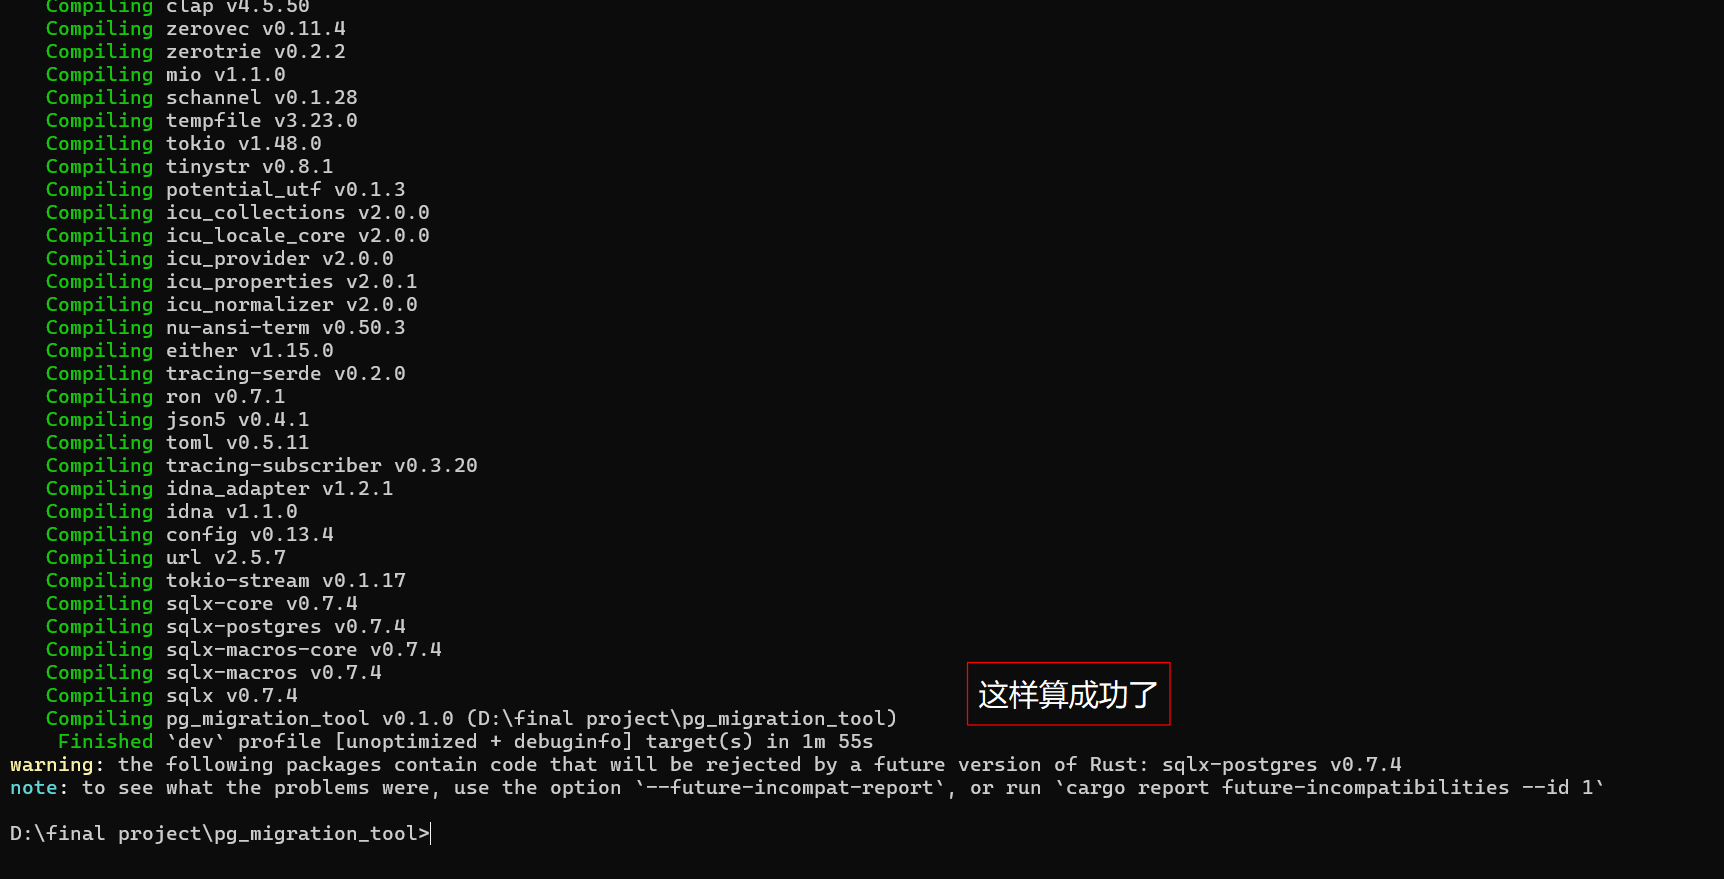 Compiling clap v4.5.50
Compiling zerovec v0.11.4
Compiling zerotrie v0.2.2
Compiling mio v1.1.0
Compiling schannel v0.1.28
Compiling tempfile v3.23.0
Compiling tokio v1.48.0
Compiling tinystr v0.8.1
Compiling potential_utf v0.1.3
Compiling icu_collections v2.0.0
Compiling icu_locale_core v2.0.0
Compiling icu_provider v2.0.0
Compiling icu_properties v2.0.1
Compiling icu_normalizer v2.0.0
Compiling nu-ansi-term v0.50.3
Compiling either v1.15.0
Compiling tracing-serde v0.2.0
Compiling ron v0.7.1
Compiling json5 v0.4.1
Compiling toml v0.5.11
Compiling tracing-subscriber v0.3.20
Compiling idna_adapter v1.2.1
Compiling idna v1.1.0
Compiling config v0.13.4
Compiling url v2.5.7
Compiling tokio-stream v0.1.17
Compiling sqlx-core v0.7.4
Compiling sqlx-postgres v0.7.4
Compiling sqlx-macros-core v0.7.4
Compiling sqlx-macros v0.7.4
Compiling sqlx v0.7.4
这样算成功了
Compiling pg_migration_tool v0.1.0 (D:\final project\pg_migration_tool)
Finished `dev` profile [unoptimized + debuginfo] target(s) in 1m 55s
warning: the following packages contain code that will be rejected by a future version of Rust: sqlx-postgres v0.7.4
note: to see what the problems were, use the option `--future-incompat-report`, or run `cargo report future-incompatibilities --id 1`
D:\final project\pg_migration_tool>